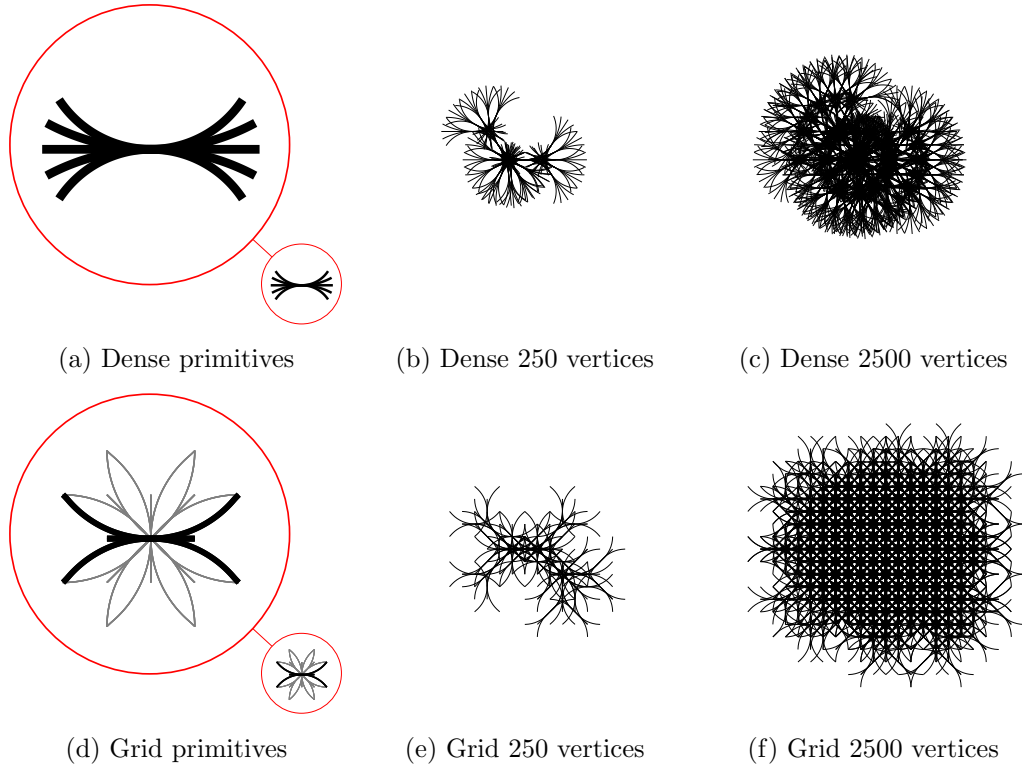 (a) Dense primitives
(b) Dense 250 vertices
(c) Dense 2500 vertices
(d) Grid primitives
(e) Grid 250 vertices
(f) Grid 2500 vertices